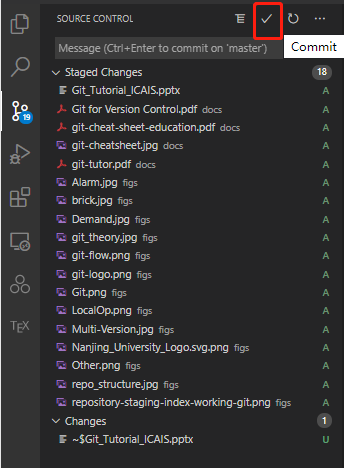 SOURCE CONTROL
Message (Ctrl+Enter to commit on 'master')
Commit
Staged Changes 18
Git_Tutorial_ICAIS.pptx A
Git for Version Control.pdf docs A
git-cheat-sheet-education.pdf docs A
git-cheatsheet.jpg docs A
git-tutor.pdf docs A
Alarm.jpg figs A
brick.jpg figs A
Demand.jpg figs A
git_theory.jpg figs A
git-flow.png figs A
git-logo.png figs A
Git.png figs A
LocalOp.png figs A
Multi-Version.jpg figs A
Nanjing_University_Logo.svg.png figs A
Other.png figs A
repo_structure.jpg figs A
repository-staging-index-working-git.png figs A
Changes 1
~$Git_Tutorial_ICAIS.pptx U
19
TEX